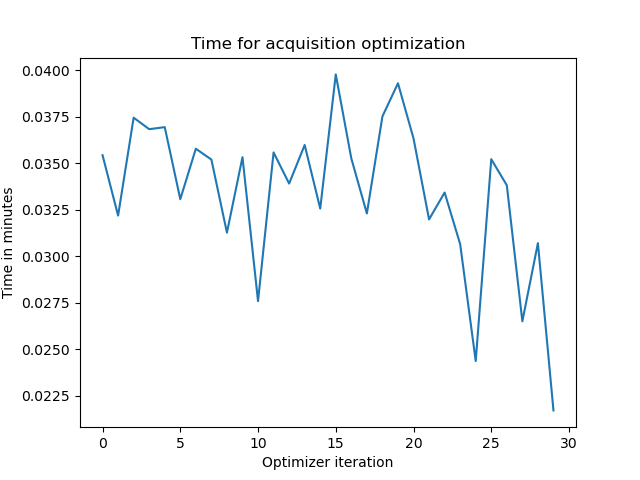 Time for acquisition optimization
0.0400
0.0375
0.0350
0.0325
0.0300
0.0275
0.0250
0.0225
Time in minutes
0 5 10 15 20 25 30
Optimizer iteration